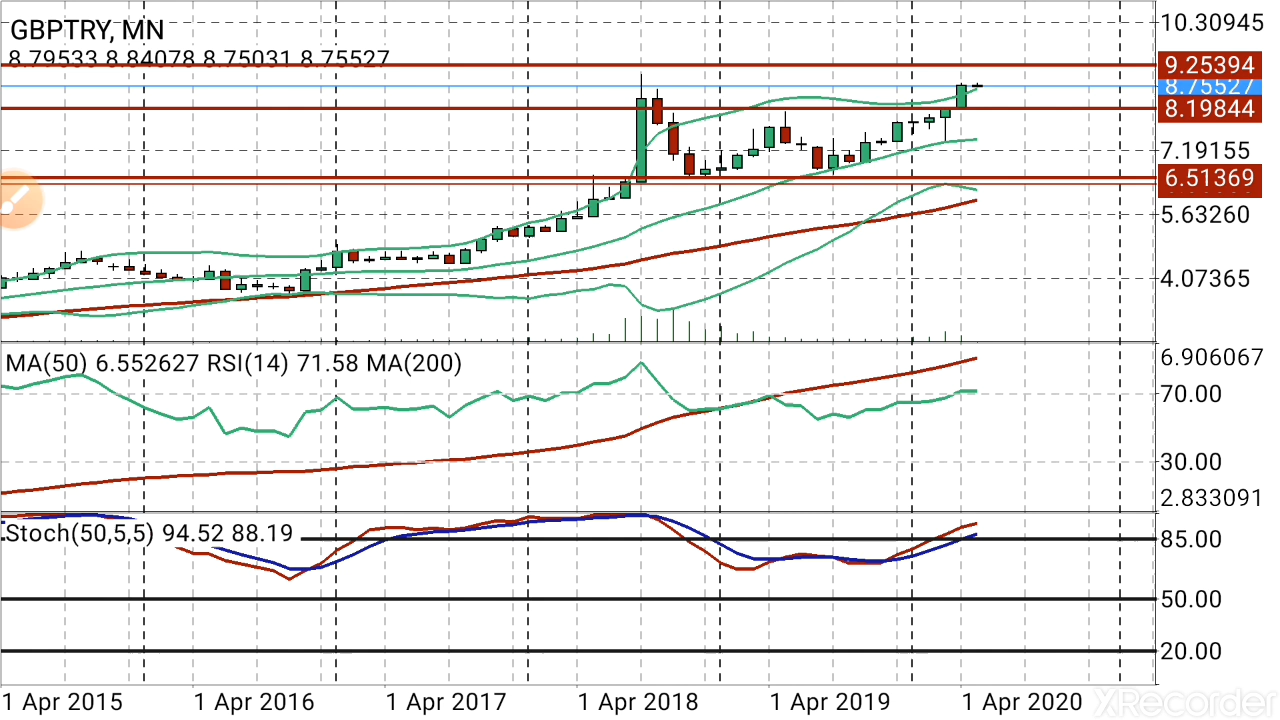 GBPTRY, MN
8.79533 8.84078 8.75031 8.75527
10.30945
9.25394
8.75527
8.19844
7.19155
6.51369
5.63260
4.07365
MA(50) 6.552627 RSI(14) 71.58 MA(200)
6.906067
70.00
30.00
2.833091
Stoch(50,5,5) 94.52 88.19
85.00
50.00
20.00
1 Apr 2015 1 Apr 2016 1 Apr 2017 1 Apr 2018 1 Apr 2019 1 Apr 2020
XRecorder